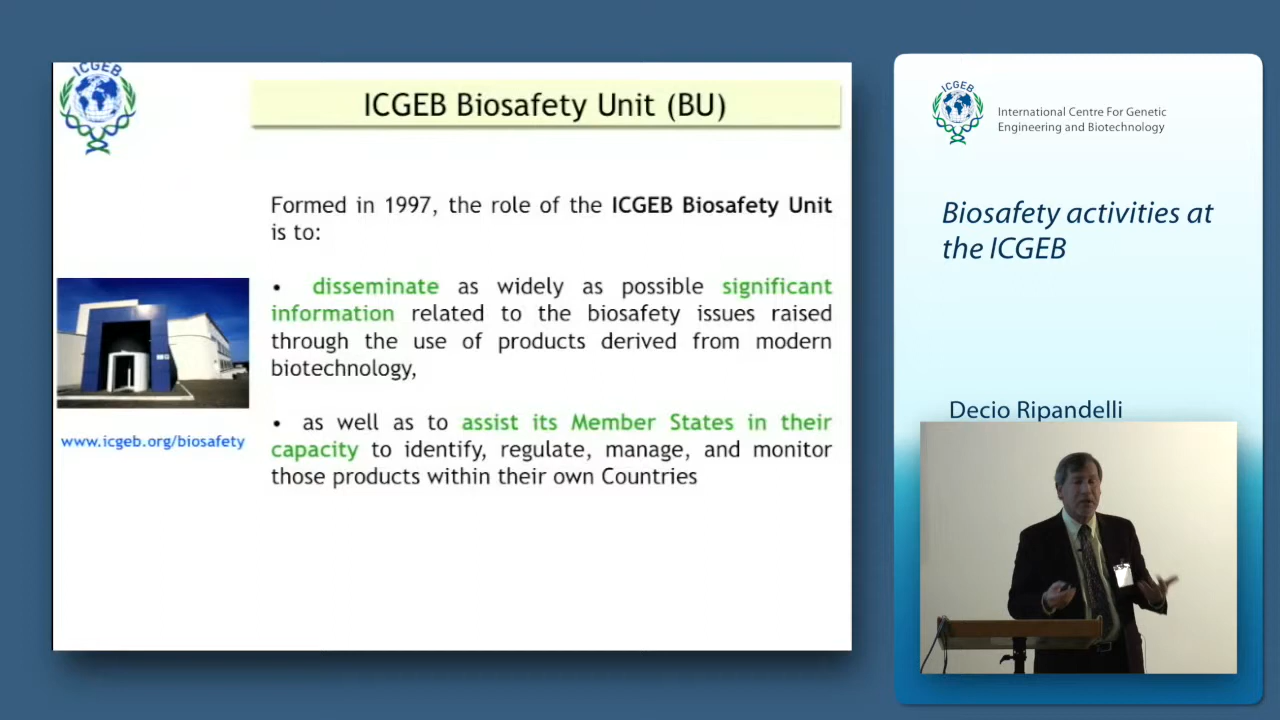 ICGEB
ICGEB Biosafety Unit (BU)
Formed in 1997, the role of the ICGEB Biosafety Unit
is to:
• disseminate as widely as possible significant
information related to the biosafety issues raised
through the use of products derived from modern
biotechnology,
• as well as to assist its Member States in their
capacity to identify, regulate, manage, and monitor
those products within their own Countries
www.icgeb.org/biosafety
ICGEB
International Centre For Genetic
Engineering and Biotechnology
Biosafety activities at
the ICGEB
Decio Ripandelli